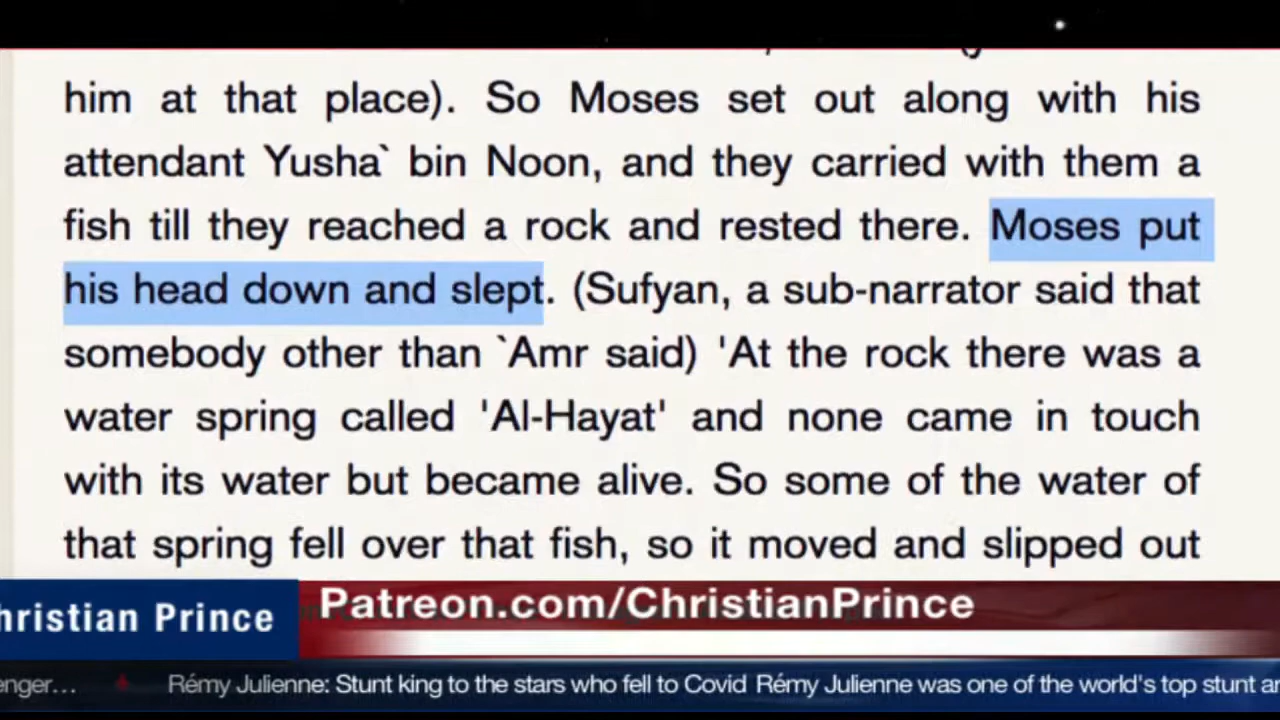 him at that place). So Moses set out along with his
attendant Yusha` bin Noon, and they carried with them a
fish till they reached a rock and rested there. Moses put
his head down and slept. (Sufyan, a sub-narrator said that
somebody other than `Amr said) 'At the rock there was a
water spring called 'Al-Hayat' and none came in touch
with its water but became alive. So some of the water of
that spring fell over that fish, so it moved and slipped out
hristian Prince
Patreon.com/ChristianPrince
enger... Rémy Julienne: Stunt king to the stars who fell to Covid Rémy Julienne was one of the world's top stunt ar